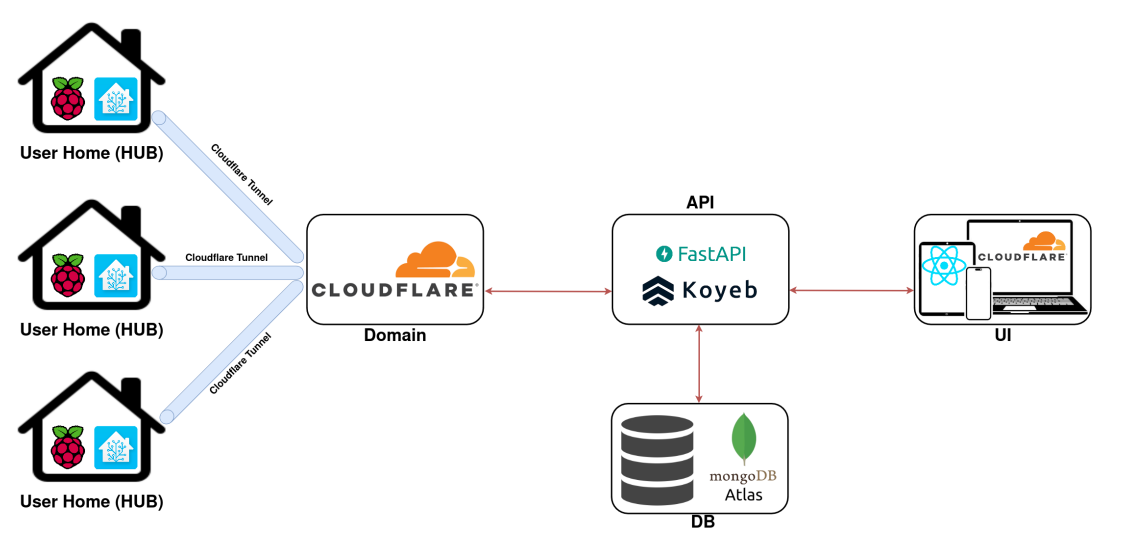 User Home (HUB)
Cloudflare Tunnel
User Home (HUB)
Cloudflare Tunnel
User Home (HUB)
Cloudflare Tunnel
CLOUDFLARE
Domain
API
FastAPI
Koyeb
mongoDB
Atlas
DB
CLOUDFLARE
UI